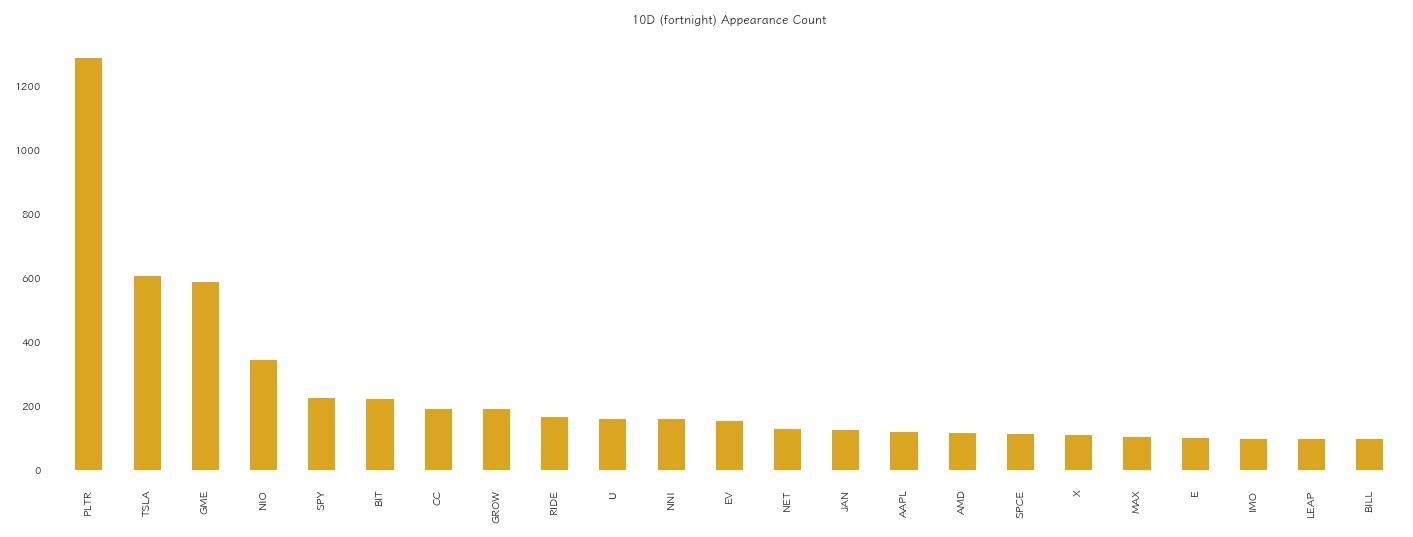 10D (fortnight) Appearance Count
1200
1000
800
600
400
200
0
PLTR
TSLA
GME
NIO
SPY
BIT
CC
GROW
RIDE
U
NNI
EV
NET
JAN
AAPL
AMD
SPCE
X
MAX
E
IMO
LEAP
BILL